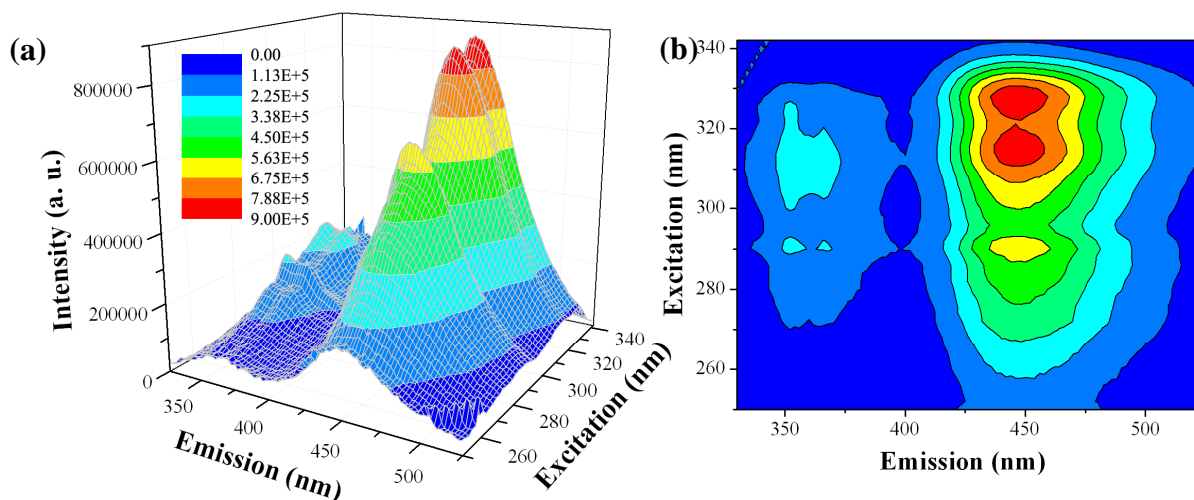 (a)
Intensity (a. u.)
800000
600000
400000
200000
0
0.00
1.13E+5
2.25E+5
3.38E+5
4.50E+5
5.63E+5
6.75E+5
7.88E+5
9.00E+5
350
400
450
500
Emission (nm)
260
280
300
320
340
Excitation (nm)
(b)
Excitation (nm)
340
320
300
280
260
350
400
450
500
Emission (nm)